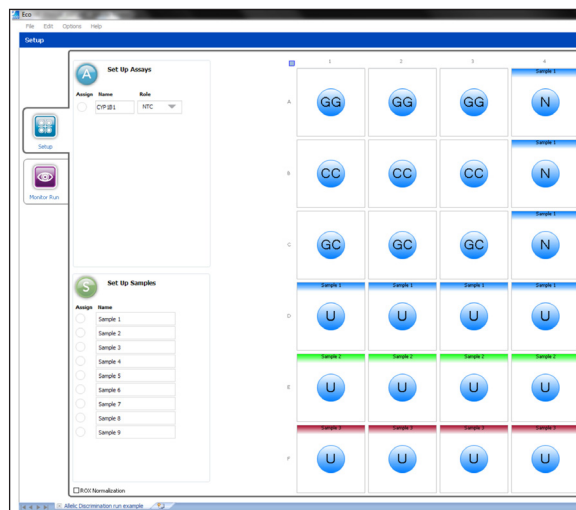 Eco
File Edit Options Help
Setup
A Set Up Assays
Assign Name Role
CYP1B1 NTC
Setup
Monitor Run
S Set Up Samples
Assign Name
Sample 1
Sample 2
Sample 3
Sample 4
Sample 5
Sample 6
Sample 7
Sample 8
Sample 9
ROX Normalization
1 2 3 4
Sample 1
A GG GG GG N
Sample 1
B CC CC CC N
Sample 1
C GC GC GC N
Sample 1 Sample 1 Sample 1 Sample 1
D U U U U
Sample 2 Sample 2 Sample 2 Sample 2
E U U U U
Sample 3 Sample 3 Sample 3 Sample 3
F U U U U
Allelic Discrimination run example